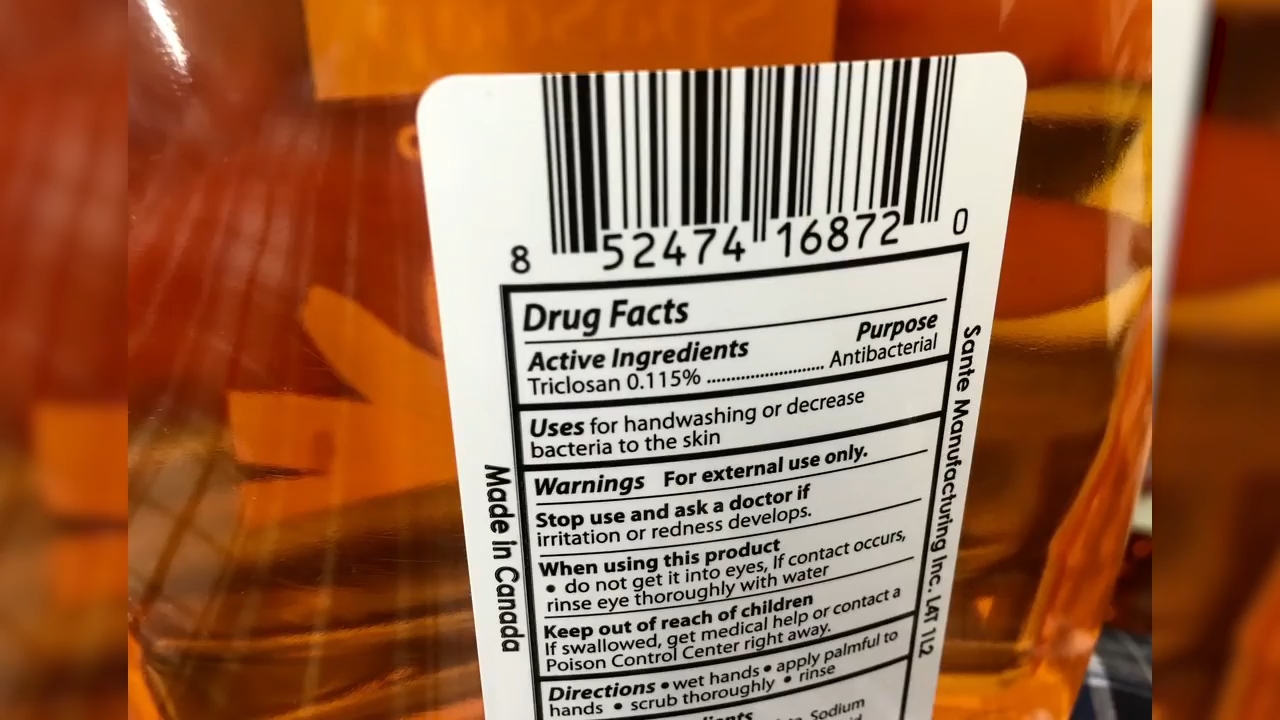 8 52474 16872 0
Drug Facts
Active Ingredients Purpose
Triclosan 0.115% ........................ Antibacterial
Uses for handwashing or decrease
bacteria to the skin
Warnings For external use only.
Stop use and ask a doctor if
irritation or redness develops.
When using this product
• do not get it into eyes, If contact occurs,
rinse eye thoroughly with water
Keep out of reach of children
If swallowed, get medical help or contact a
Poison Control Center right away.
Directions • wet hands • apply palmful to
hands • scrub thoroughly • rinse
Sodium
Made in Canada
Sante Manufacturing Inc. L4T 1L2